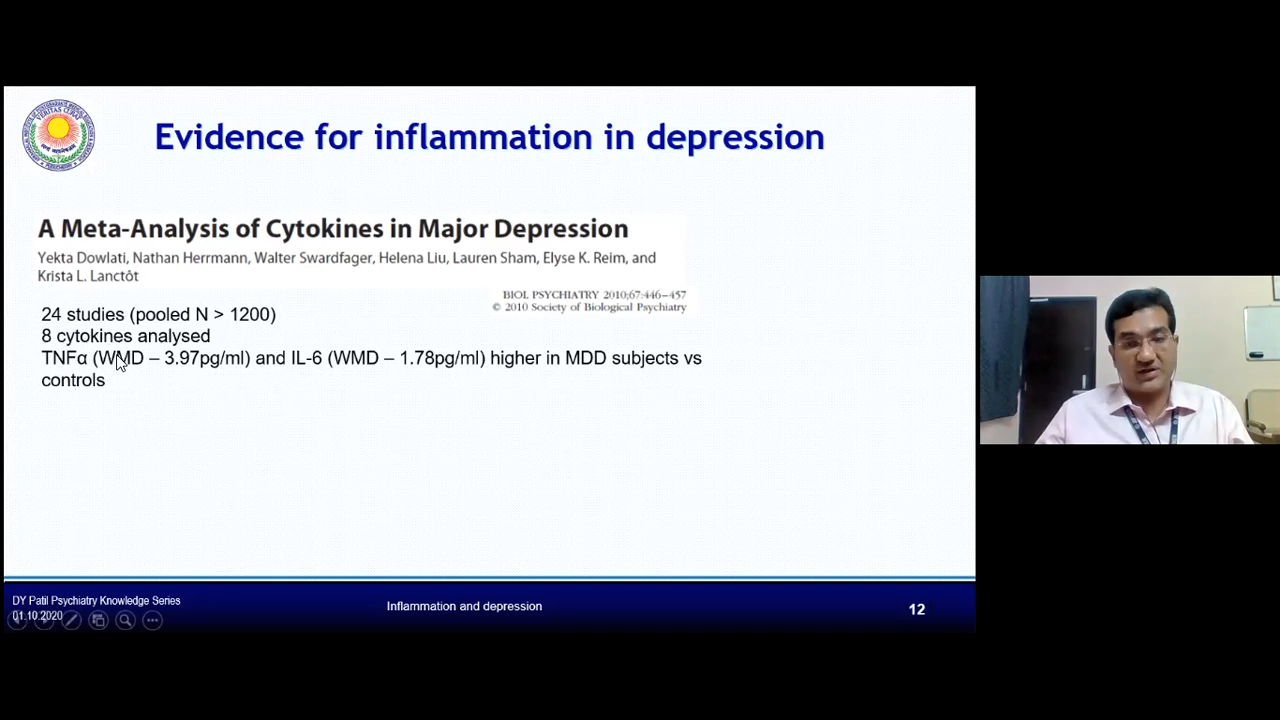 Evidence for inflammation in depression
A Meta-Analysis of Cytokines in Major Depression
Yekta Dowlati, Nathan Herrmann, Walter Swardfager, Helena Liu, Lauren Sham, Elyse K. Reim, and
Krista L. Lanctôt
BIOL PSYCHIATRY 2010;67:446–457
© 2010 Society of Biological Psychiatry
24 studies (pooled N > 1200)
8 cytokines analysed
TNFα (WMD – 3.97pg/ml) and IL-6 (WMD – 1.78pg/ml) higher in MDD subjects vs
controls
DY Patil Psychiatry Knowledge Series
01.10.2020
Inflammation and depression
12